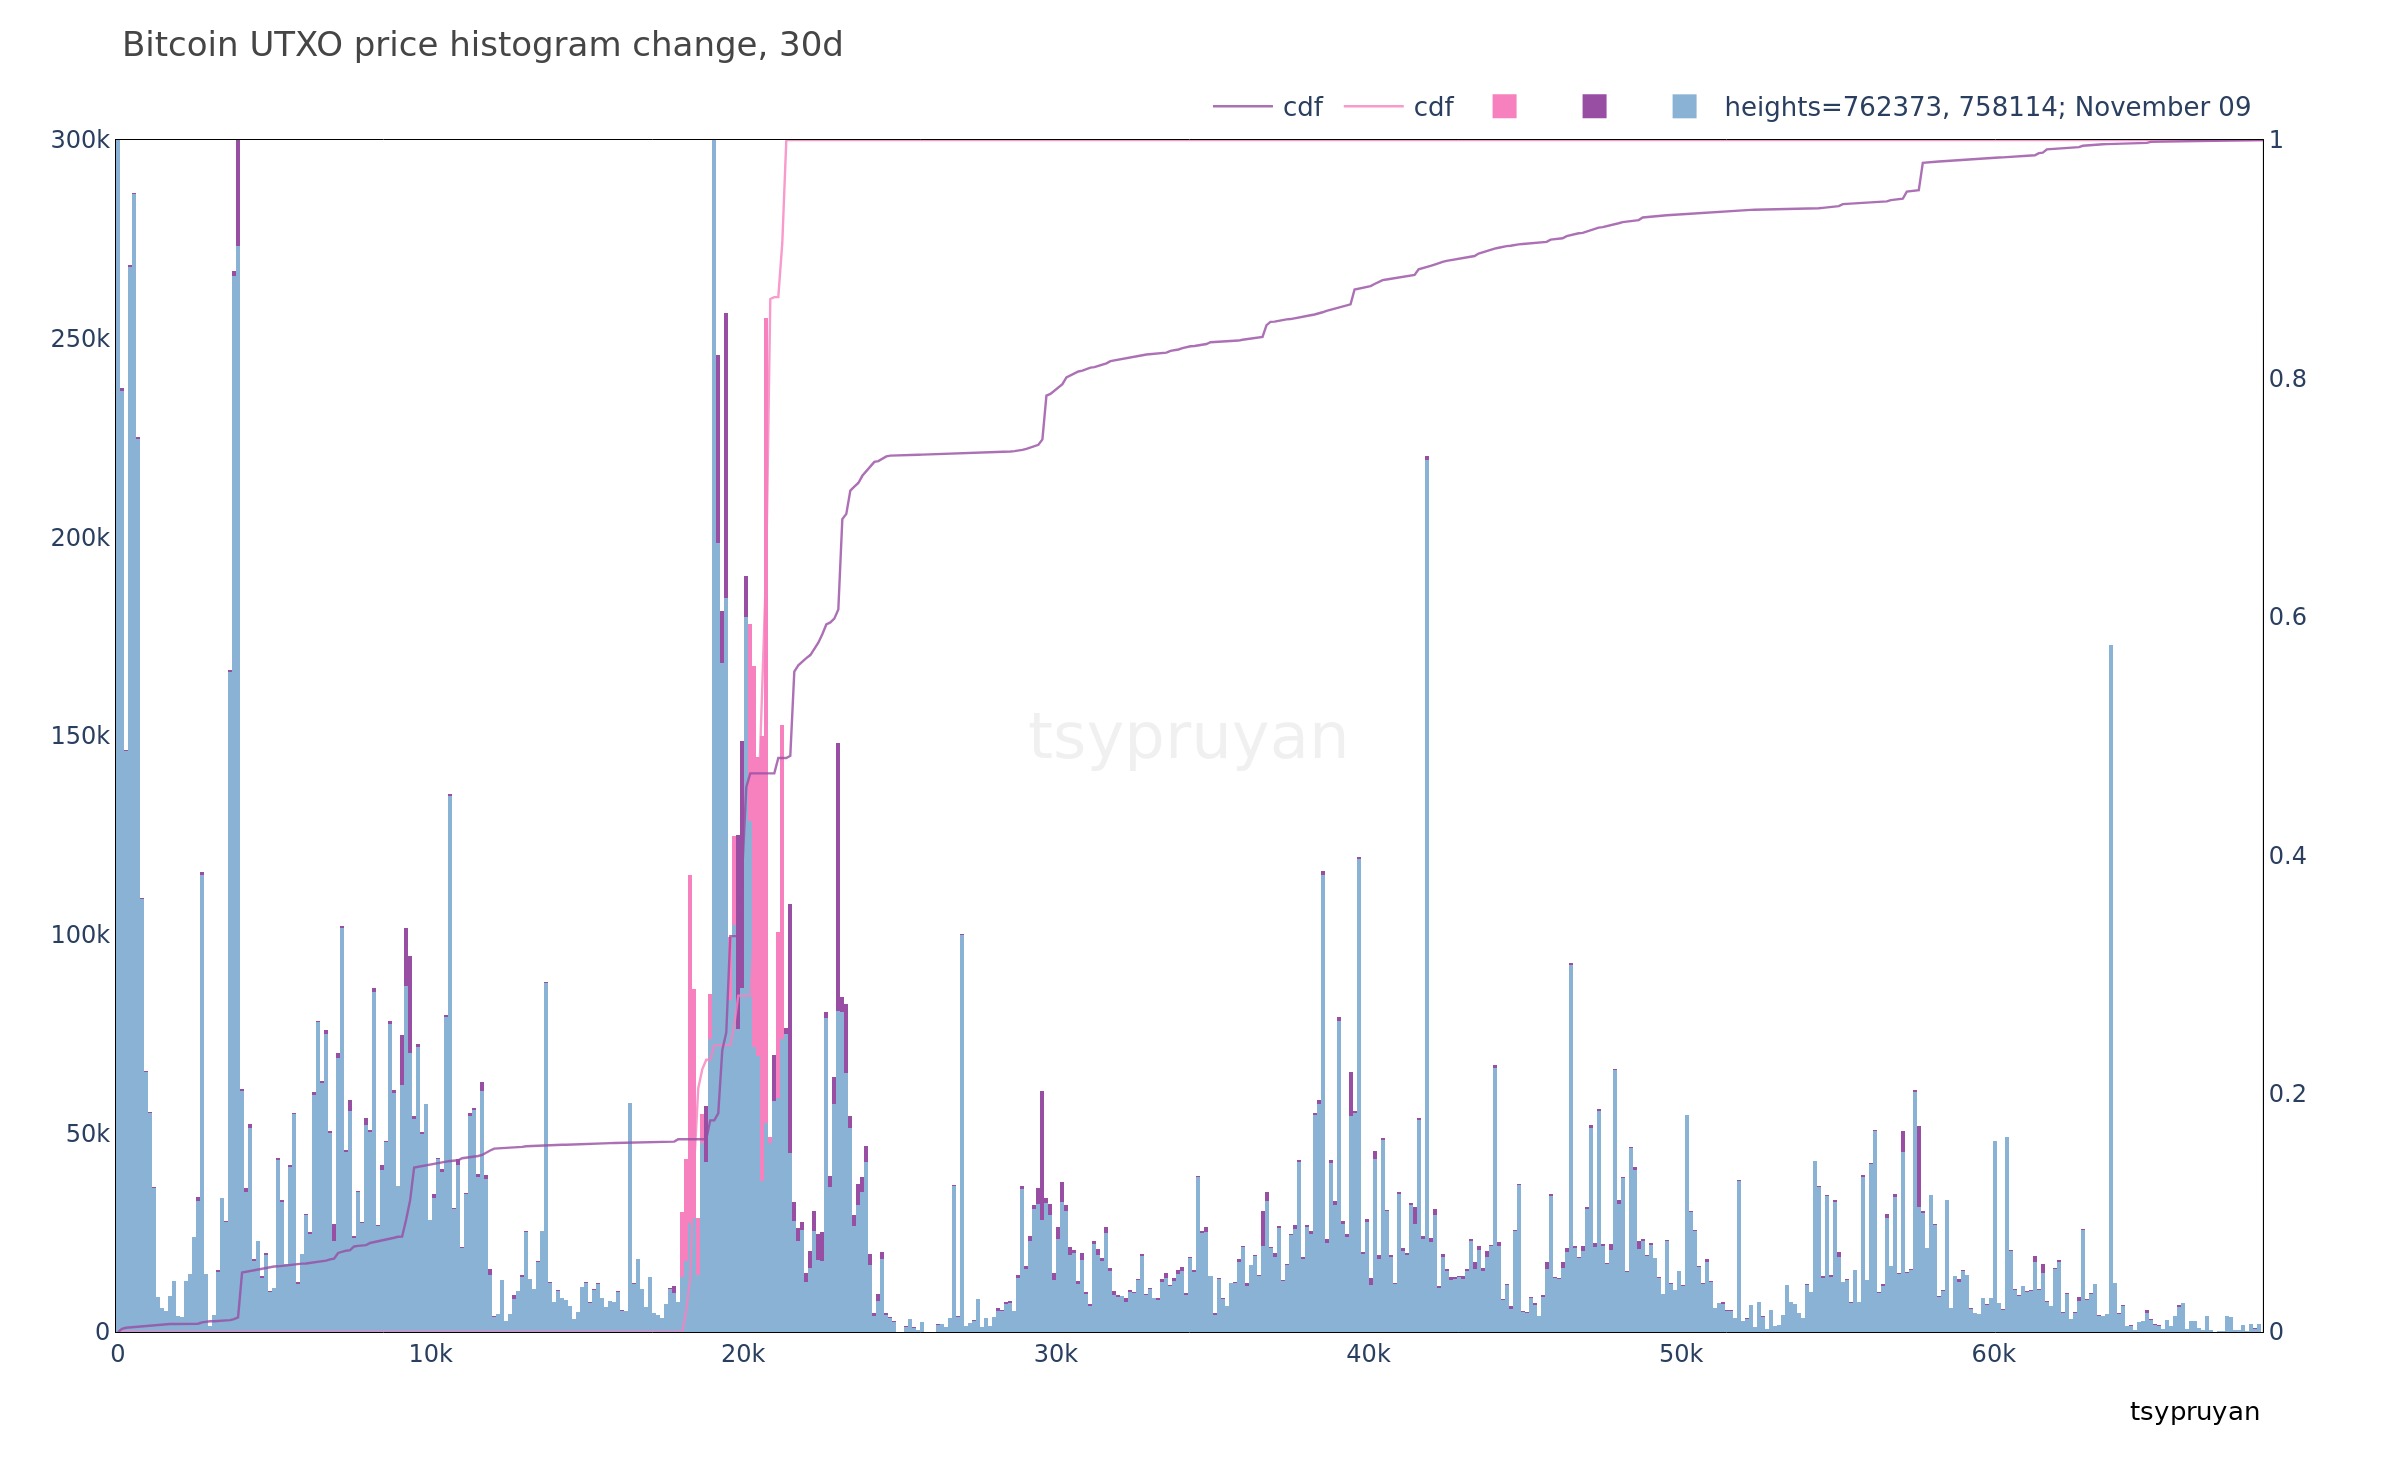 Bitcoin UTXO price histogram change, 30d
cdf cdf heights=762373, 758114; November 09
300k 1
250k
0.8
200k
0.6
150k
tsypruyan
0.4
100k
0.2
50k
0 0
0 10k 20k 30k 40k 50k 60k
tsypruyan